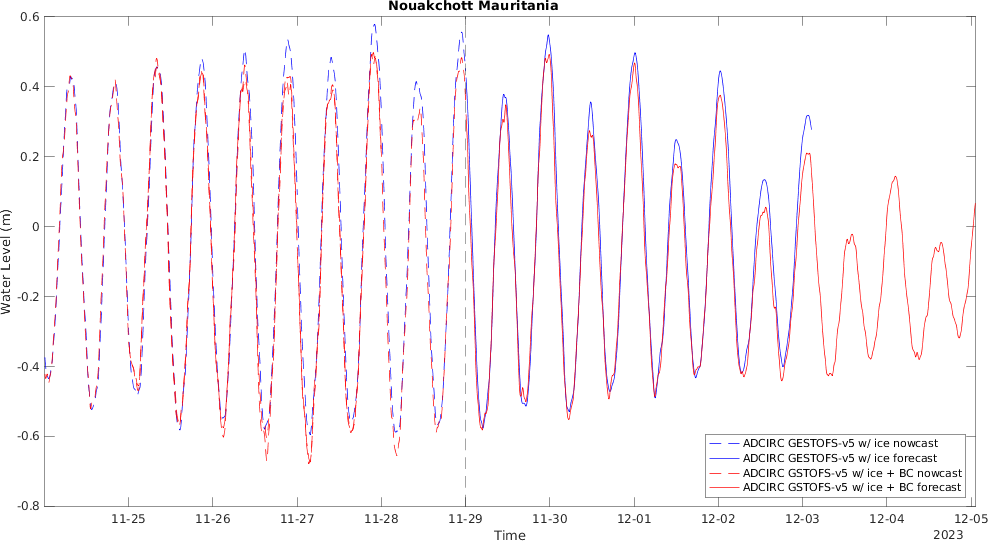 Nouakchott Mauritania
0.6
0.4
0.2
0
-0.2
-0.4
-0.6
-0.8
Water Level (m)
ADCIRC GESTOFS-v5 w/ ice nowcast
ADCIRC GESTOFS-v5 w/ ice forecast
ADCIRC GSTOFS-v5 w/ ice + BC nowcast
ADCIRC GSTOFS-v5 w/ ice + BC forecast
11-25 11-26 11-27 11-28 11-29 11-30 12-01 12-02 12-03 12-04 12-05
Time
2023